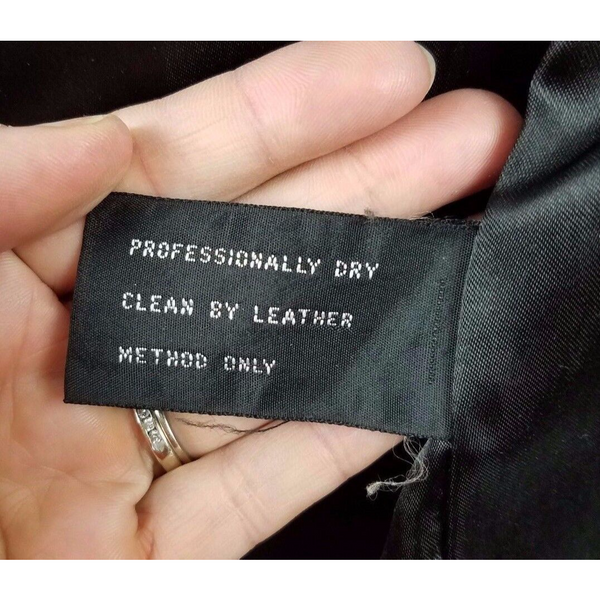 PROFESSIONALLY DRY
CLEAN BY LEATHER
METHOD ONLY